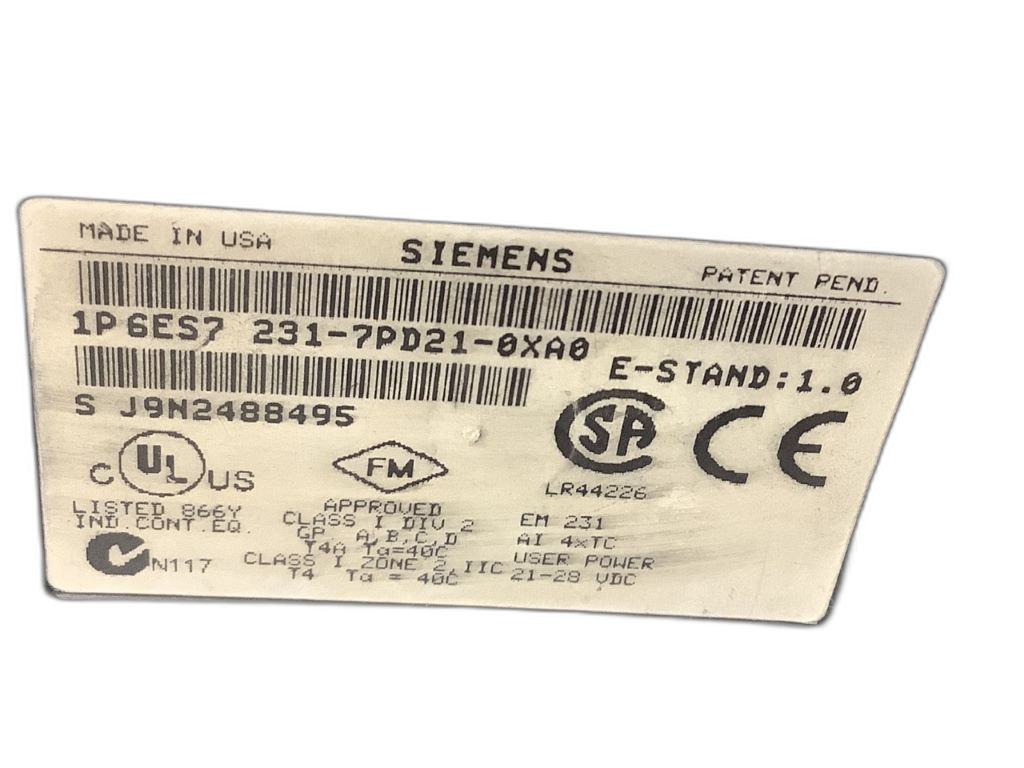 MADE IN USA
SIEMENS
PATENT PEND.
1P 6ES7 231-7PD21-0XA0
E-STAND:1.0
S J9N2488495
C UL US
LISTED 866Y
IND.CONT.EQ.
N117
FM
APPROVED
CLASS I DIV 2
GP. A,B,C,D
T4A Ta=40C
CLASS I ZONE 2,IIC
T4 Ta = 40C
SA
LR44226
CE
EM 231
AI 4xTC
USER POWER
21-28 VDC